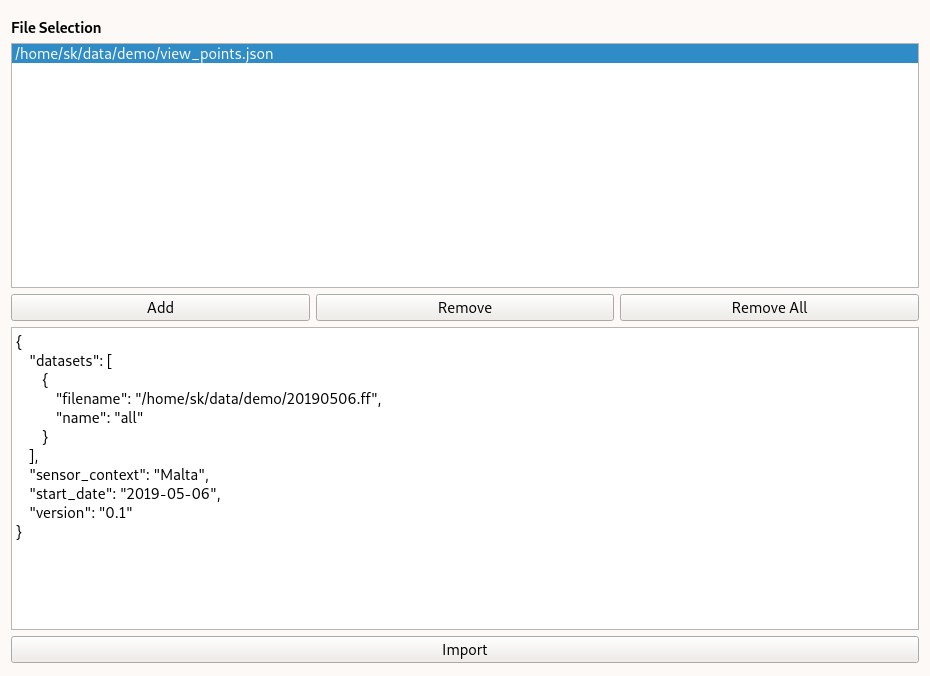 File Selection
/home/sk/data/demo/view_points.json
Add Remove Remove All
{
"datasets": [
{
"filename": "/home/sk/data/demo/20190506.ff",
"name": "all"
}
],
"sensor_context": "Malta",
"start_date": "2019-05-06",
"version": "0.1"
}
Import